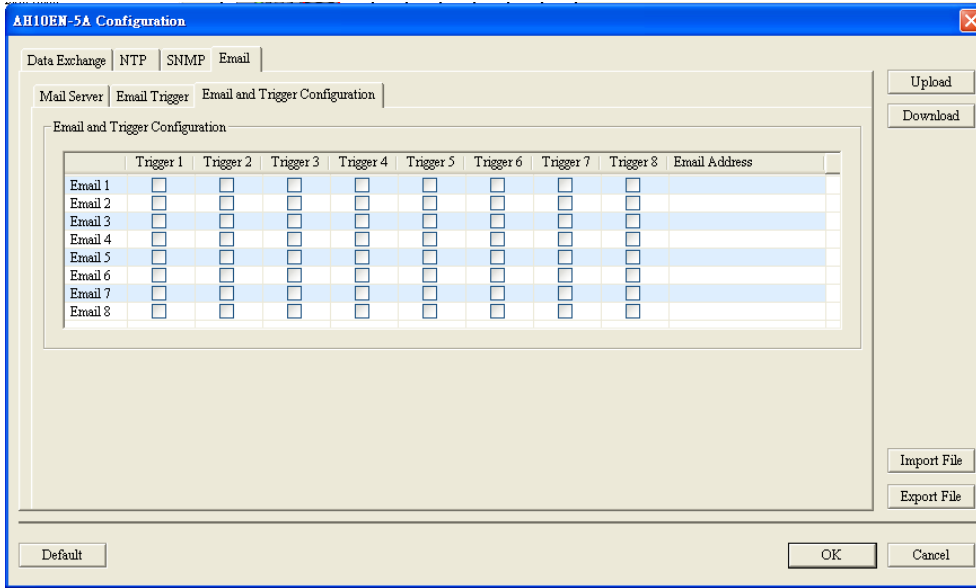 AH10EN-5A Configuration
Data Exchange NTP SNMP Email
Upload
Mail Server Email Trigger Email and Trigger Configuration
Download
Email and Trigger Configuration
Trigger 1 Trigger 2 Trigger 3 Trigger 4 Trigger 5 Trigger 6 Trigger 7 Trigger 8 Email Address
Email 1
Email 2
Email 3
Email 4
Email 5
Email 6
Email 7
Email 8
Import File
Export File
Default OK Cancel